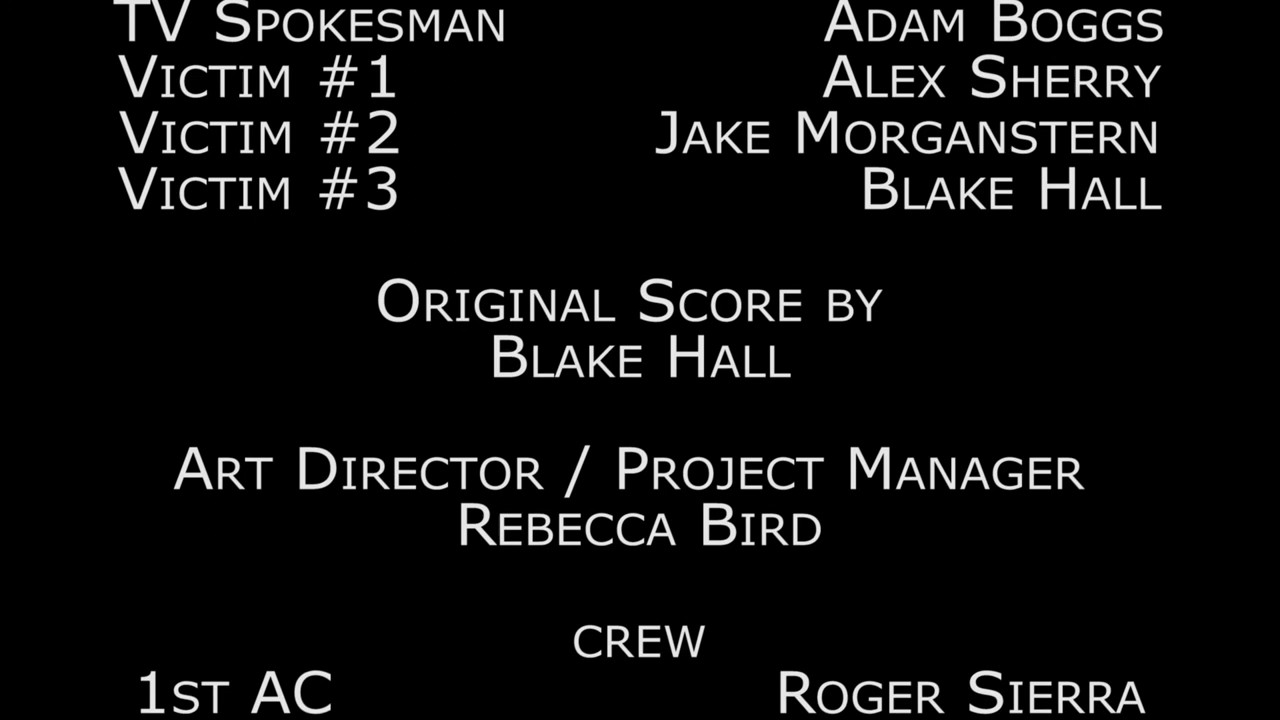 TV Spokesman Adam Boggs
Victim #1 Alex Sherry
Victim #2 Jake Morganstern
Victim #3 Blake Hall
Original Score by
Blake Hall
Art Director / Project Manager
Rebecca Bird
crew
1st AC Roger Sierra